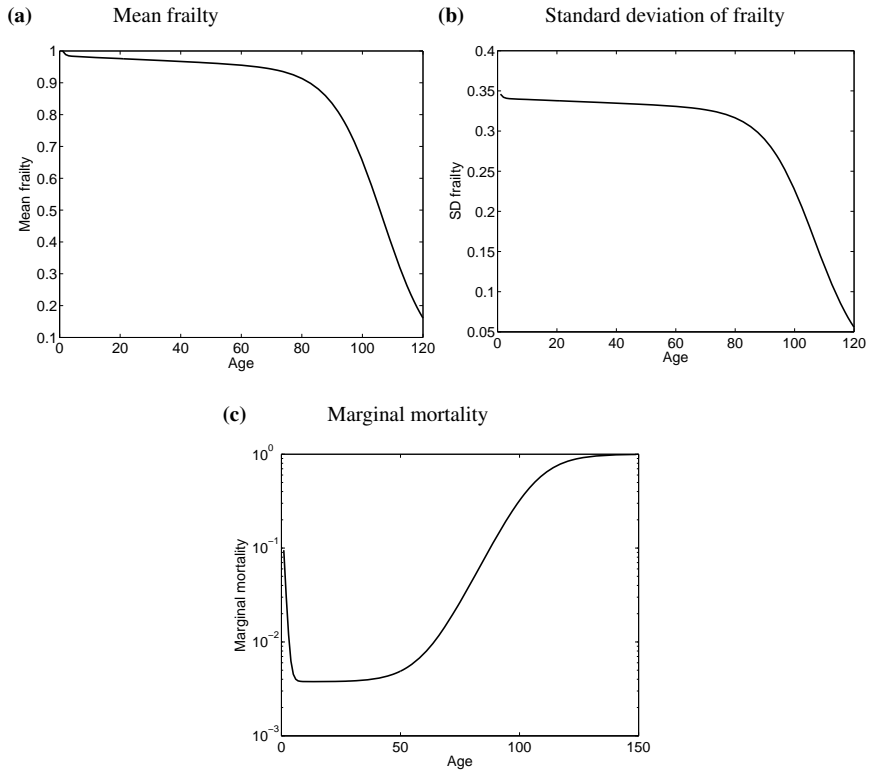 (a) Mean frailty
1
0.9
0.8
0.7
0.6
0.5
0.4
0.3
0.2
0.1
Mean frailty
0 20 40 60 80 100 120
Age
(b) Standard deviation of frailty
0.4
0.35
0.3
0.25
0.2
0.15
0.1
0.05
SD frailty
0 20 40 60 80 100 120
Age
(c) Marginal mortality
10⁰
10⁻¹
10⁻²
10⁻³
Marginal mortality
0 50 100 150
Age